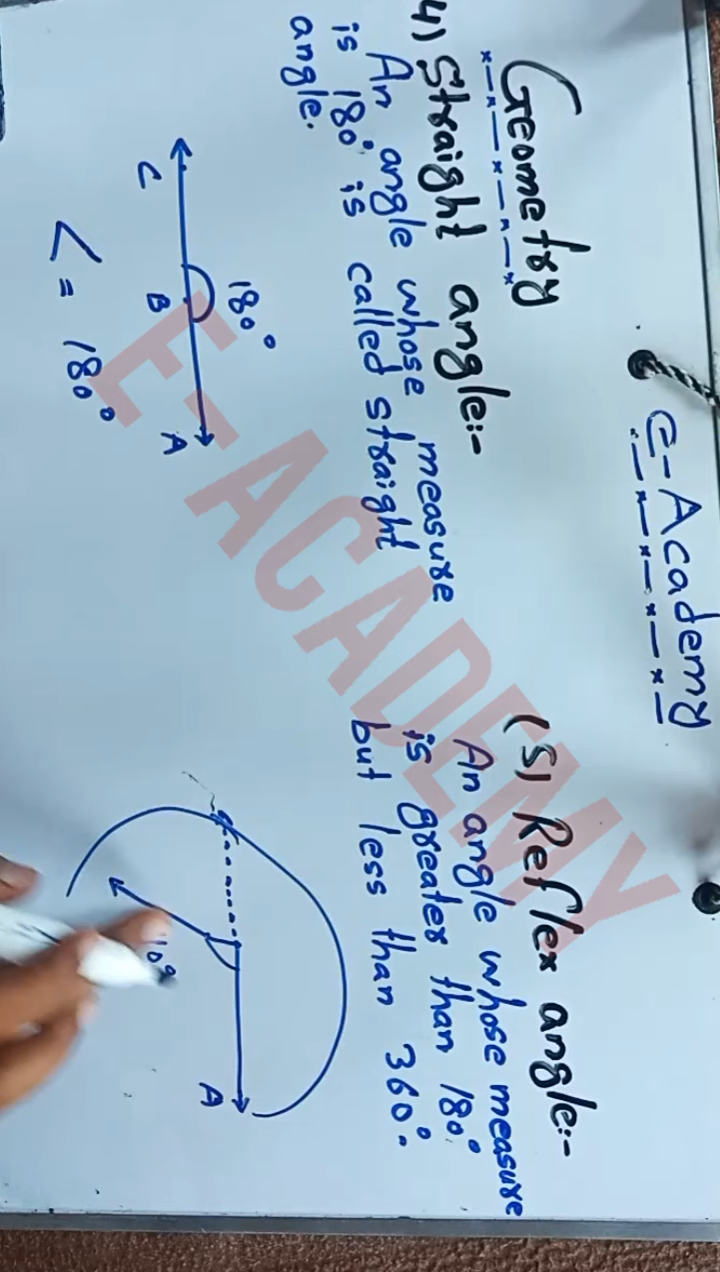 e-Academy
Geometry
4) Straight angle:-
An angle whose measure
is 180° is called straight
angle.
180°
C B A
∠ = 180°
(5) Reflex angle:-
An angle whose measure
is greater than 180°
but less than 360°.
A
E-ACADEMY